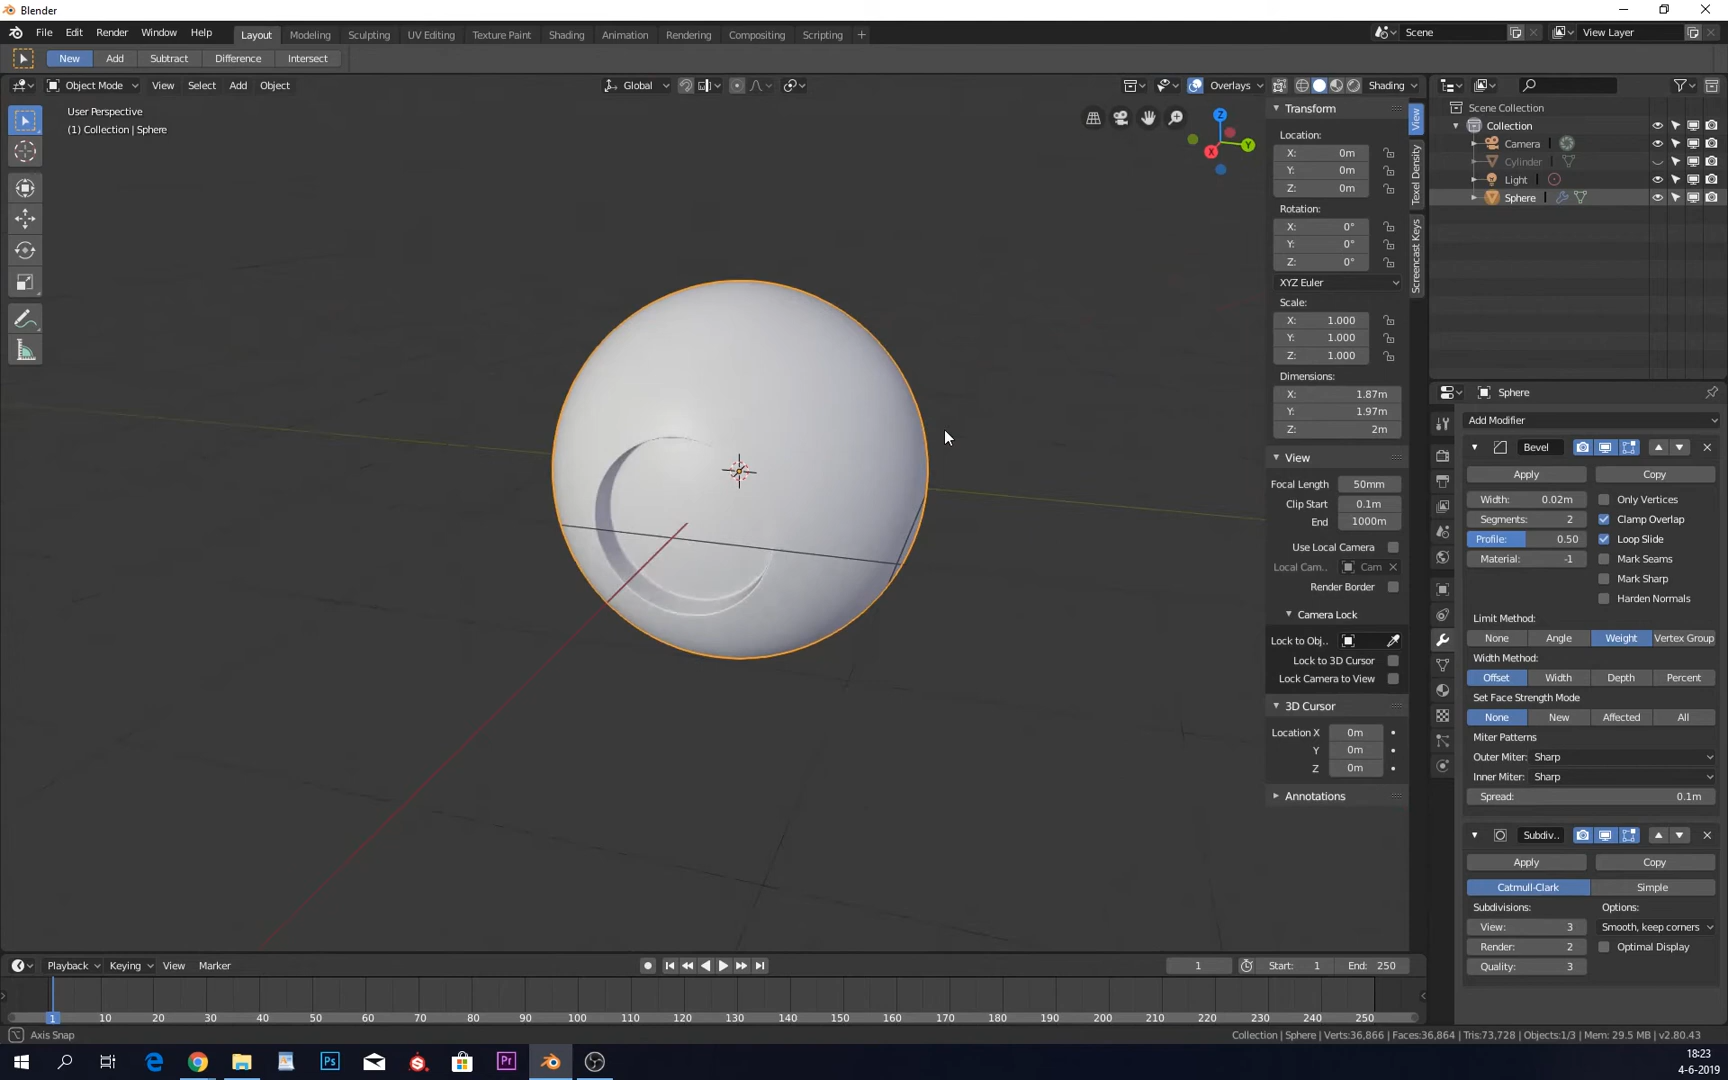 Blender
File Edit Render Window Help Layout Modeling Sculpting UV Editing Texture Paint Shading Animation Rendering Compositing Scripting + Scene View Layer
New Add Subtract Difference Intersect
Object Mode View Select Add Object Global Overlays Shading
User Perspective
(1) Collection | Sphere
Z
Y
X
Transform
Location:
X: 0m
Y: 0m
Z: 0m
Rotation:
X: 0°
Y: 0°
Z: 0°
XYZ Euler
Scale:
X: 1.000
Y: 1.000
Z: 1.000
Dimensions:
X: 1.87m
Y: 1.97m
Z: 2m
View
Focal Length 50mm
Clip Start 0.1m
End 1000m
Use Local Camera
Local Cam.. Cam
Render Border
Camera Lock
Lock to Obj..
Lock to 3D Cursor
Lock Camera to View
3D Cursor
Location X 0m
Y 0m
Z 0m
Annotations
View
Texel Density
Screencast Keys
Scene Collection
Collection
Camera
Cylinder
Light
Sphere
Sphere
Add Modifier
Bevel
Apply Copy
Width: 0.02m Only Vertices
Segments: 2 Clamp Overlap
Profile: 0.50 Loop Slide
Material: -1 Mark Seams
Mark Sharp
Harden Normals
Limit Method:
None Angle Weight Vertex Group
Width Method:
Offset Width Depth Percent
Set Face Strength Mode
None New Affected All
Miter Patterns
Outer Miter: Sharp
Inner Miter: Sharp
Spread: 0.1m
Subdiv..
Apply Copy
Catmull-Clark Simple
Subdivisions: Options:
View: 3 Smooth, keep corners
Render: 2 Optimal Display
Quality: 3
Playback Keying View Marker 1 Start: 1 End: 250
1 10 20 30 40 50 60 70 80 90 100 110 120 130 140 150 160 170 180 190 200 210 220 230 240 250
Axis Snap Collection | Sphere | Verts:36,866 | Faces:36,864 | Tris:73,728 | Objects:1/3 | Mem: 29.5 MB | v2.80.43
Ps Pr
18:23
4-6-2019